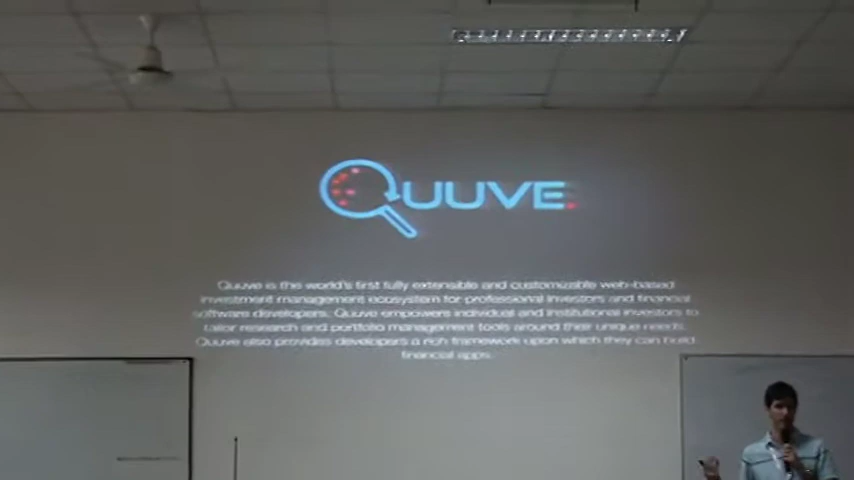 QUUVE
Quuve is the world's first fully extensible and customizable web-based
investment management ecosystem for professional investors and financial
software developers. Quuve empowers individual and institutional investors to
tailor research and portfolio management tools around their unique needs.
Quuve also provides developers a rich framework upon which they can build
financial apps.